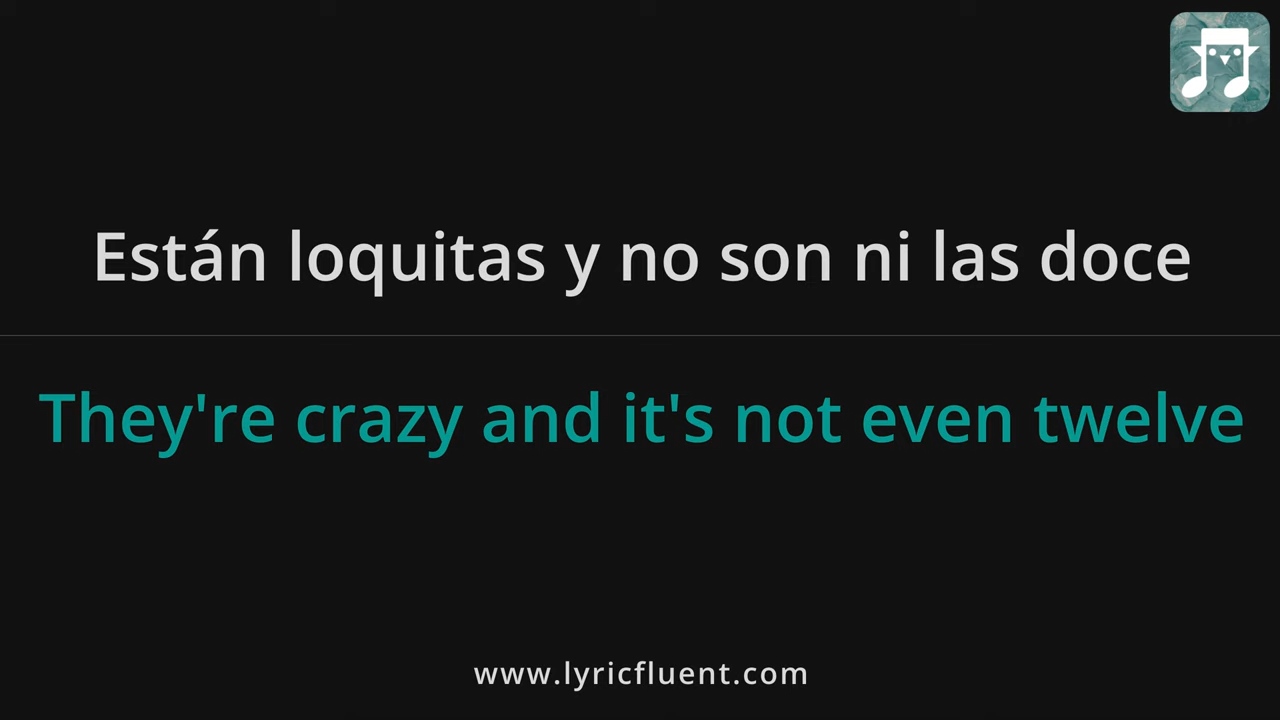 Están loquitas y no son ni las doce
They're crazy and it's not even twelve
www.lyricfluent.com